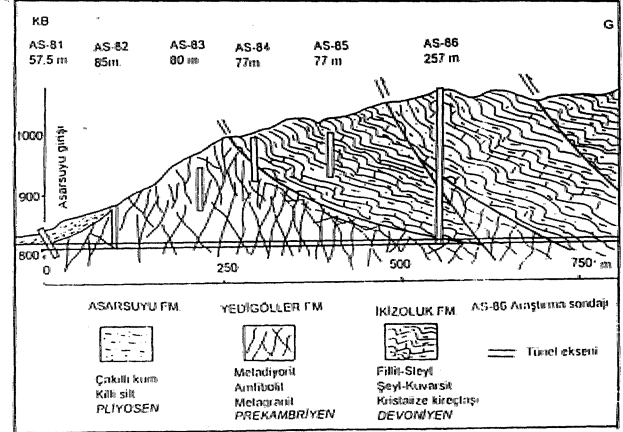 KB
G
AS-81 AS-82 AS-83 AS-84 AS-85 AS-86
57.5 m 85m. 80 m 77m 77 m 257 m
1000
900
800
Asarsuyu girişi
0 250 500 750 m
ASARSUYU FM. YEDİGÖLLER FM İKİZOLUK FM. AS-86 Araştırma sondajı
Tünel ekseni
Çakıllı kum
Killi silt
PLİYOSEN
Metadiyorit
Amfibolit
Metagranit
PREKAMBRİYEN
Fillit-Sleyt
Şeyl-Kuvarsit
Kristalize kireçtaşı
DEVONİYEN